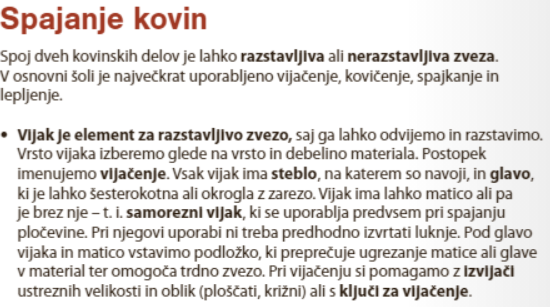 Spajanje kovin
Spoj dveh kovinskih delov je lahko razstavljiva ali nerazstavljiva zveza.
V osnovni šoli je največkrat uporabljeno vijačenje, kovičenje, spajkanje in
lepljenje.
• Vijak je element za razstavljivo zvezo, saj ga lahko odvijemo in razstavimo.
Vrsto vijaka izberemo glede na vrsto in debelino materiala. Postopek
imenujemo vijačenje. Vsak vijak ima steblo, na katerem so navoji, in glavo,
ki je lahko šesterokotna ali okrogla z zarezo. Vijak ima lahko matico ali pa
je brez nje – t. i. samorezni vijak, ki se uporablja predvsem pri spajanju
pločevine. Pri njegovi uporabi ni treba predhodno izvrtati luknje. Pod glavo
vijaka in matico vstavimo podložko, ki preprečuje ugrezanje matice ali glave
v material ter omogoča trdno zvezo. Pri vijačenju si pomagamo z izvijači
ustreznih velikosti in oblik (ploščati, križni) ali s ključi za vijačenje.